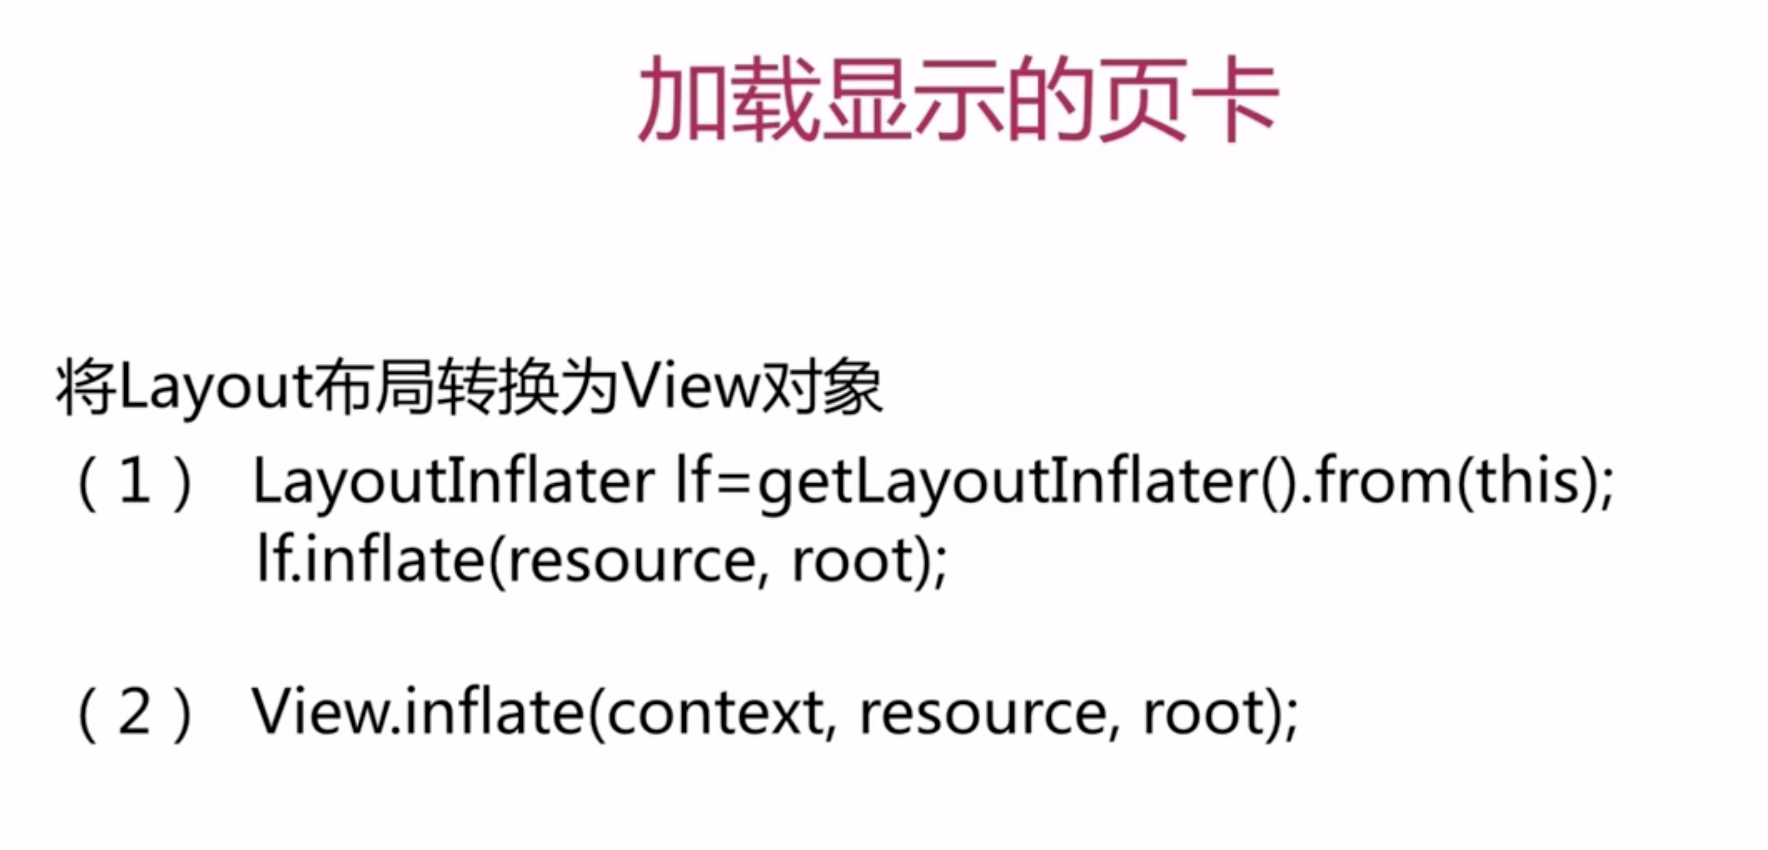 加载显示的页卡
将Layout布局转换为View对象
（1） LayoutInflater lf=getLayoutInflater().from(this);
lf.inflate(resource, root);
（2） View.inflate(context, resource, root);